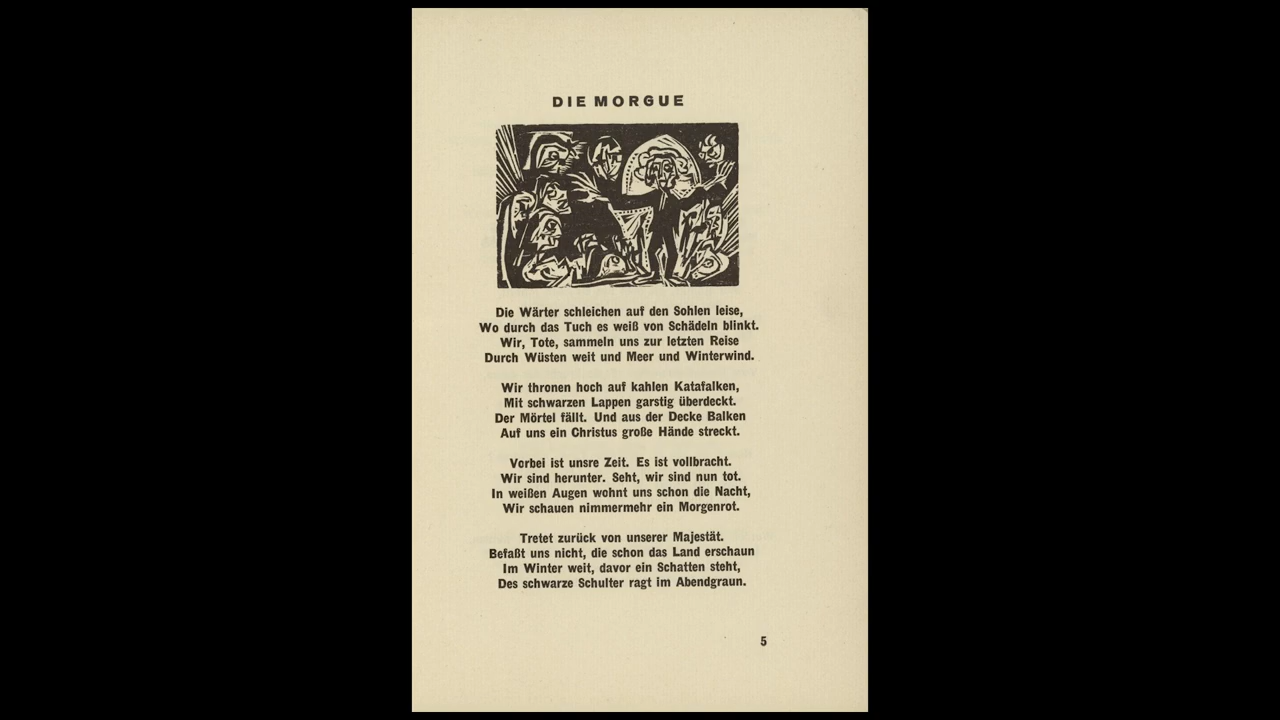 DIE MORGUE
Die Wärter schleichen auf den Sohlen leise,
Wo durch das Tuch es weiß von Schädeln blinkt.
Wir, Tote, sammeln uns zur letzten Reise
Durch Wüsten weit und Meer und Winterwind.
Wir thronen hoch auf kahlen Katafalken,
Mit schwarzen Lappen garstig überdeckt.
Der Mörtel fällt. Und aus der Decke Balken
Auf uns ein Christus große Hände streckt.
Vorbei ist unsre Zeit. Es ist vollbracht.
Wir sind herunter. Seht, wir sind nun tot.
In weißen Augen wohnt uns schon die Nacht,
Wir schauen nimmermehr ein Morgenrot.
Tretet zurück von unserer Majestät.
Befaßt uns nicht, die schon das Land erschaun
Im Winter weit, davor ein Schatten steht,
Des schwarze Schulter ragt im Abendgraun.
5